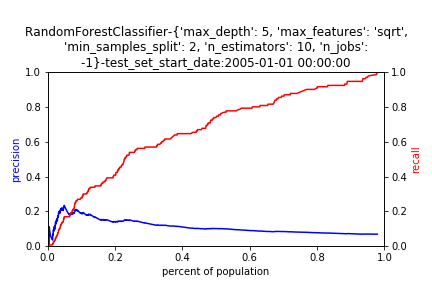 RandomForestClassifier-{'max_depth': 5, 'max_features': 'sqrt',
'min_samples_split': 2, 'n_estimators': 10, 'n_jobs':
-1}-test_set_start_date:2005-01-01 00:00:00
1.0 1.0
0.8 0.8
0.6 0.6
precision recall
0.4 0.4
0.2 0.2
0.0 0.0
0.0 0.2 0.4 0.6 0.8 1.0
percent of population